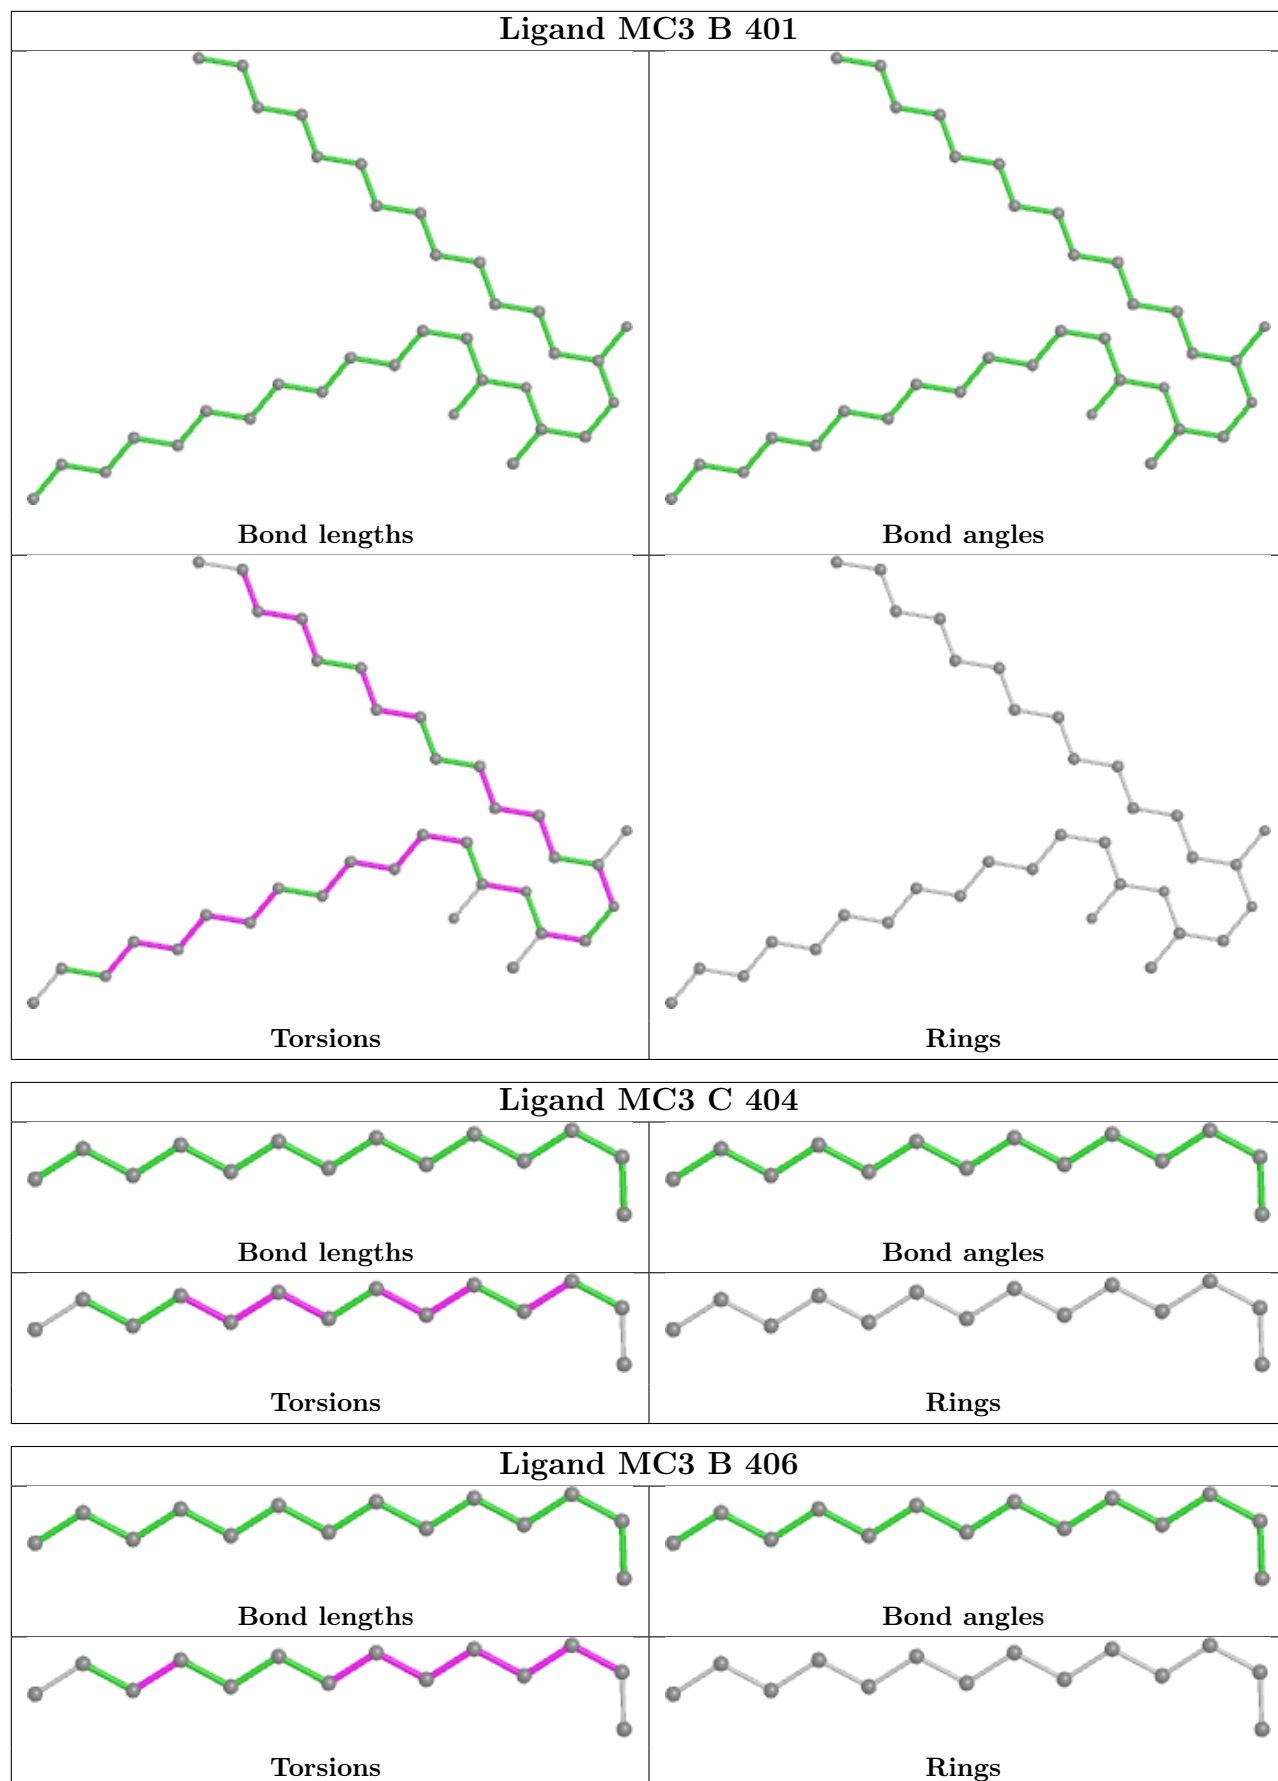 Ligand MC3 B 401
Bond lengths
Bond angles
Torsions
Rings
Ligand MC3 C 404
Bond lengths
Bond angles
Torsions
Rings
Ligand MC3 B 406
Bond lengths
Bond angles
Torsions
Rings